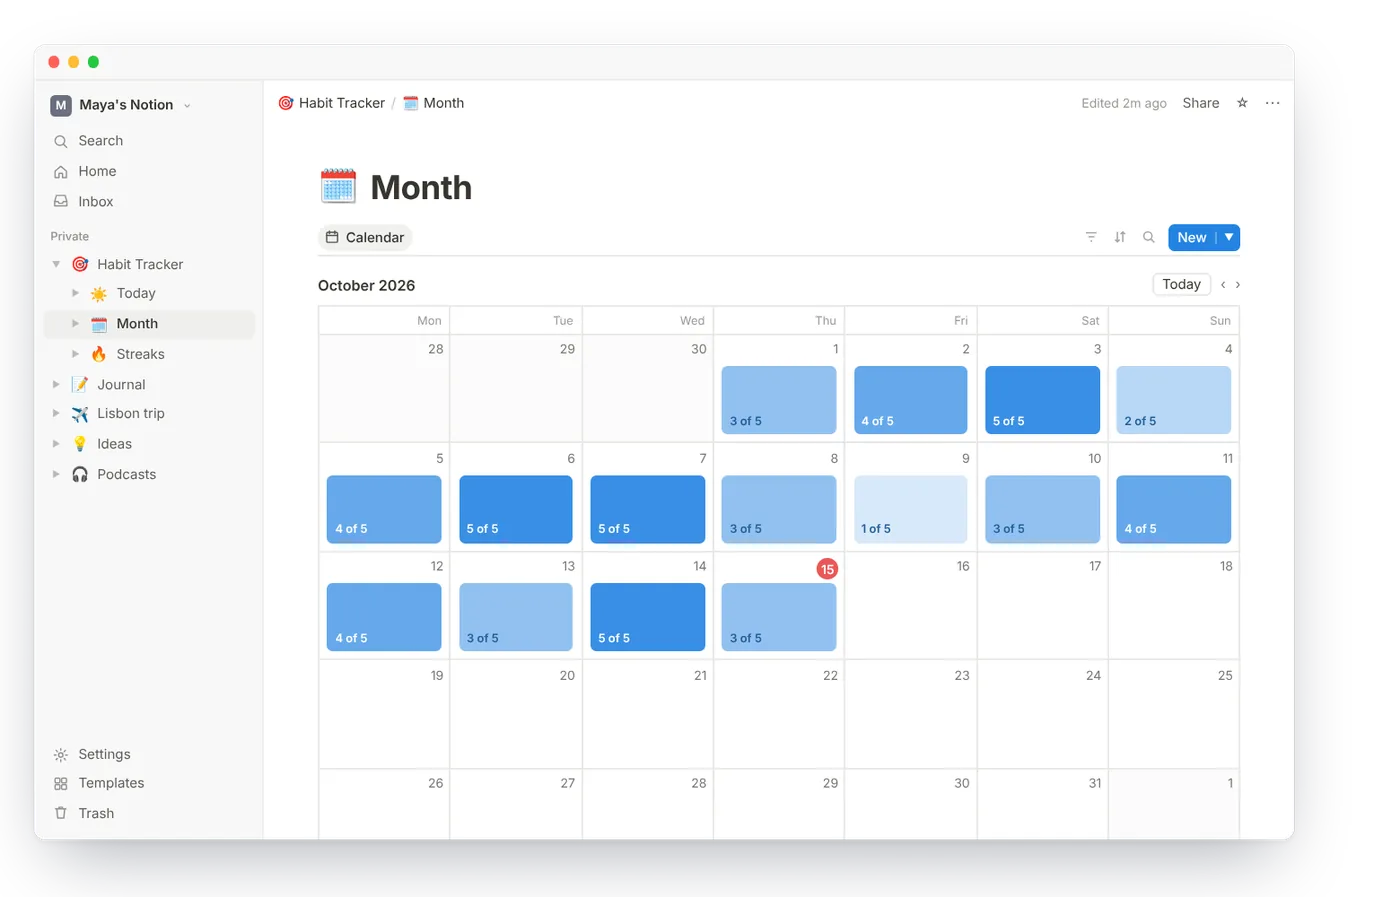 M Maya's Notion
Search
Home
Inbox
Private
Habit Tracker
Today
Month
Streaks
Journal
Lisbon trip
Ideas
Podcasts
Settings
Templates
Trash
Habit Tracker / Month
Edited 2m ago Share
Month
Calendar
New
October 2026
Today
Mon Tue Wed Thu Fri Sat Sun
28 29 30 1 2 3 4
3 of 5 4 of 5 5 of 5 2 of 5
5 6 7 8 9 10 11
4 of 5 5 of 5 5 of 5 3 of 5 1 of 5 3 of 5 4 of 5
12 13 14 15 16 17 18
4 of 5 3 of 5 5 of 5 3 of 5
19 20 21 22 23 24 25
26 27 28 29 30 31 1